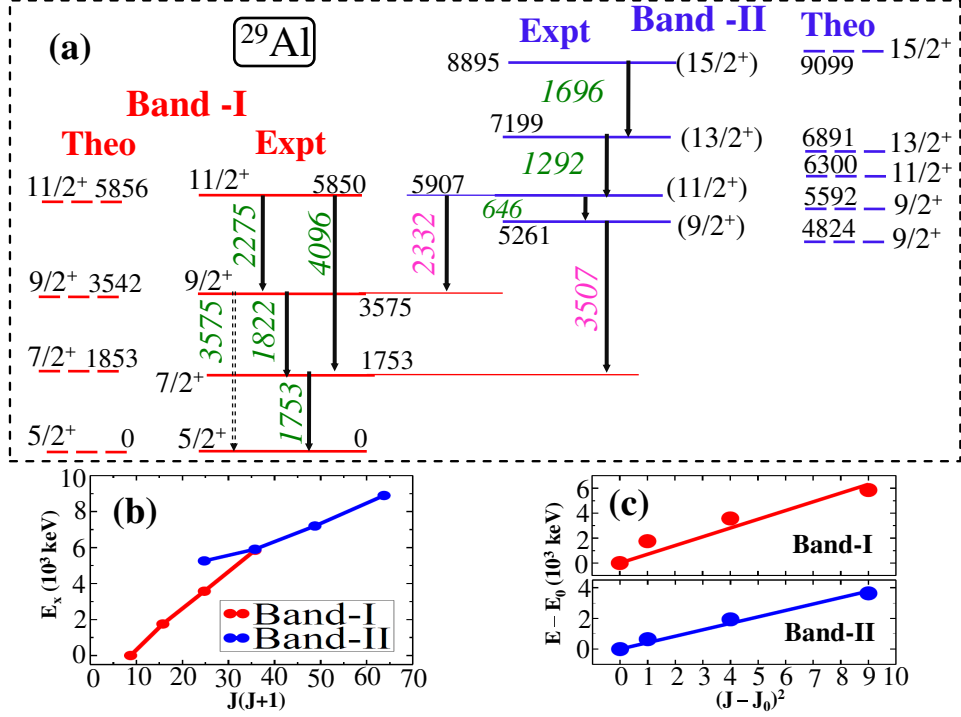 (a)
²⁹Al
Expt Band -II Theo
8895 (15/2⁺) 15/2⁺
9099
1696
Band -I
7199 (13/2⁺) 6891 13/2⁺
Theo Expt
1292 6300 11/2⁺
11/2⁺ 5856 11/2⁺ 5850 5907 (11/2⁺) 5592 9/2⁺
646
5261 (9/2⁺) 4824 9/2⁺
2275 4096 2332
9/2⁺ 3542 9/2⁺ 3575
3507
3575 1822
7/2⁺ 1853 7/2⁺ 1753
1753
5/2⁺ 0 5/2⁺ 0
(b)
Eₓ (10³ keV)
10
8
6
4
2
0
Band-I
Band-II
0 10 20 30 40 50 60 70
J(J+1)
(c)
E – E₀ (10³ keV)
6
4
2
0
Band-I
4
2
0
Band-II
0 1 2 3 4 5 6 7 8 9 10
(J – J₀)²